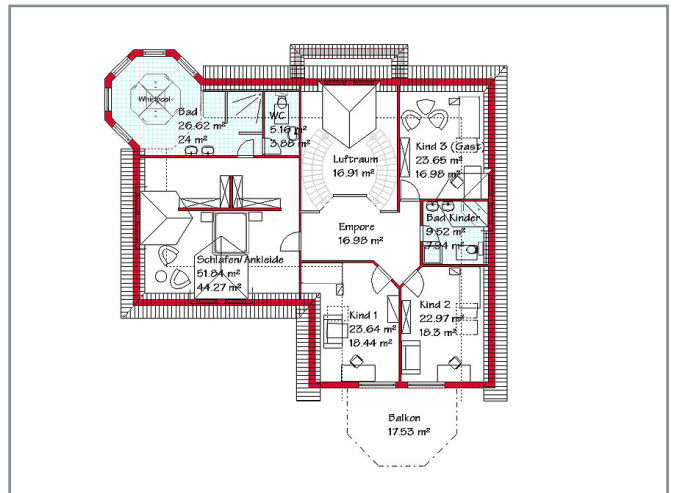 Whirlpool
Bad
26.62 m²
24 m²
WC
5.16 m²
3.88 m²
Luftraum
16.91 m²
Kind 3 (Gast)
23.65 m²
16.98 m²
Empore
16.98 m²
Bad Kinder
9.52 m²
7.94 m²
Schlafen/Ankleide
51.84 m²
44.27 m²
Kind 1
23.64 m²
18.44 m²
Kind 2
22.97 m²
18.3 m²
Balkon
17.53 m²